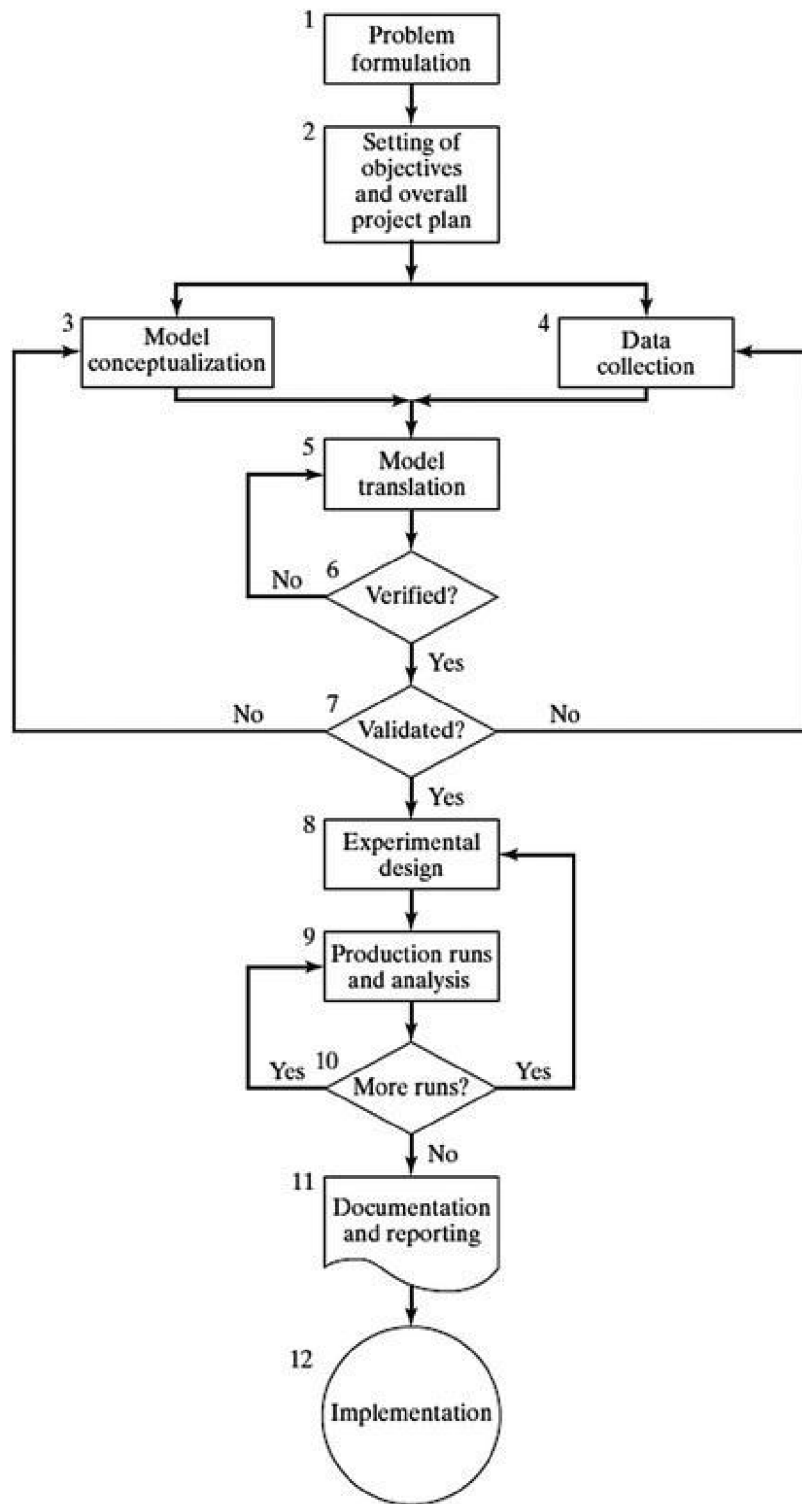 1
Problem
formulation
2
Setting of
objectives
and overall
project plan
3
Model
conceptualization
4
Data
collection
5
Model
translation
6
No
Verified?
Yes
7
No
Validated?
No
Yes
8
Experimental
design
9
Production runs
and analysis
10
Yes
More runs?
Yes
No
11
Documentation
and reporting
12
Implementation